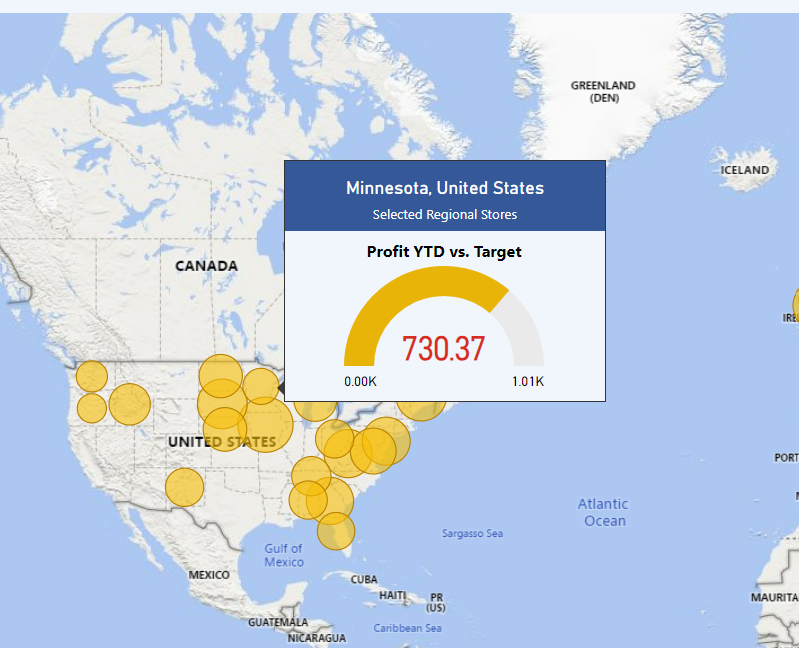 GREENLAND
(DEN)
ICELAND
Minnesota, United States
Selected Regional Stores
Profit YTD vs. Target
CANADA
730.37
0.00K
1.01K
UNITED STATES
Atlantic
Ocean
Sargasso Sea
Gulf of
Mexico
MEXICO
CUBA
HAITI
PR
(US)
GUATEMALA
Caribbean Sea
NICARAGUA
IRE
PORT
MAURITA